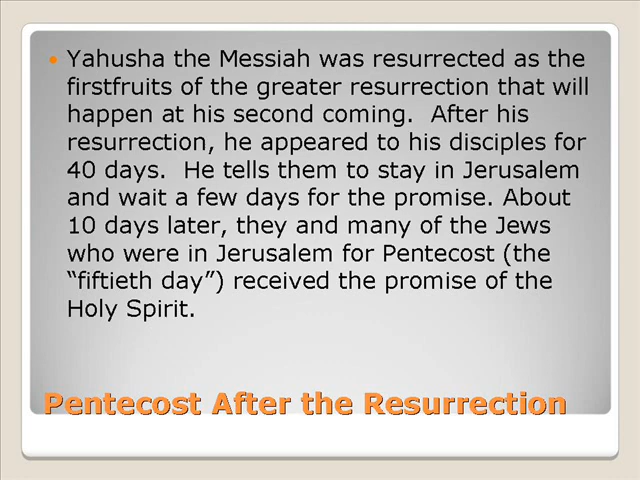 Yahusha the Messiah was resurrected as the
firstfruits of the greater resurrection that will
happen at his second coming.  After his
resurrection, he appeared to his disciples for
40 days.  He tells them to stay in Jerusalem
and wait a few days for the promise. About
10 days later, they and many of the Jews
who were in Jerusalem for Pentecost (the
“fiftieth day”) received the promise of the
Holy Spirit.
Pentecost After the Resurrection